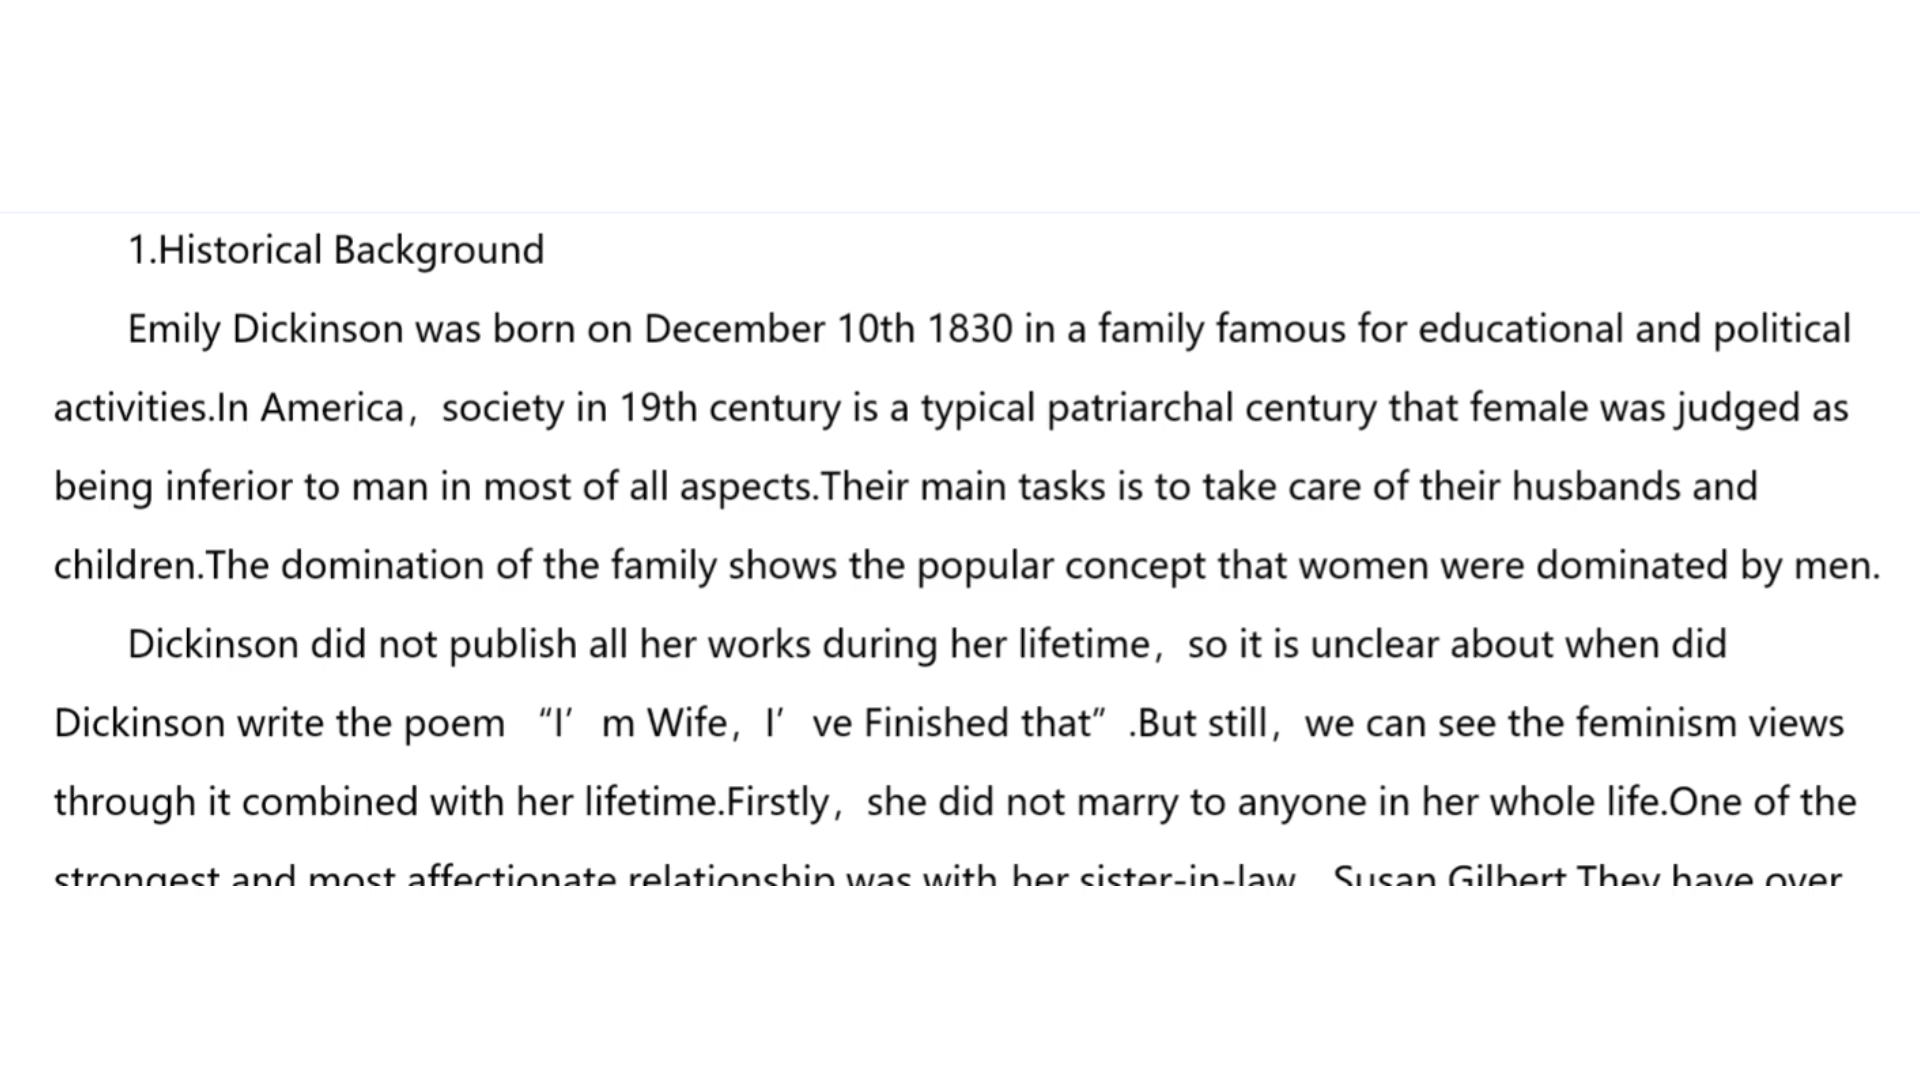 1.Historical Background
Emily Dickinson was born on December 10th 1830 in a family famous for educational and political
activities.In America，society in 19th century is a typical patriarchal century that female was judged as
being inferior to man in most of all aspects.Their main tasks is to take care of their husbands and
children.The domination of the family shows the popular concept that women were dominated by men.
Dickinson did not publish all her works during her lifetime，so it is unclear about when did
Dickinson write the poem “I’m Wife，I’ve Finished that”.But still，we can see the feminism views
through it combined with her lifetime.Firstly，she did not marry to anyone in her whole life.One of the
strongest and most affectionate relationship was with her sister-in-law，Susan Gilbert.They have over